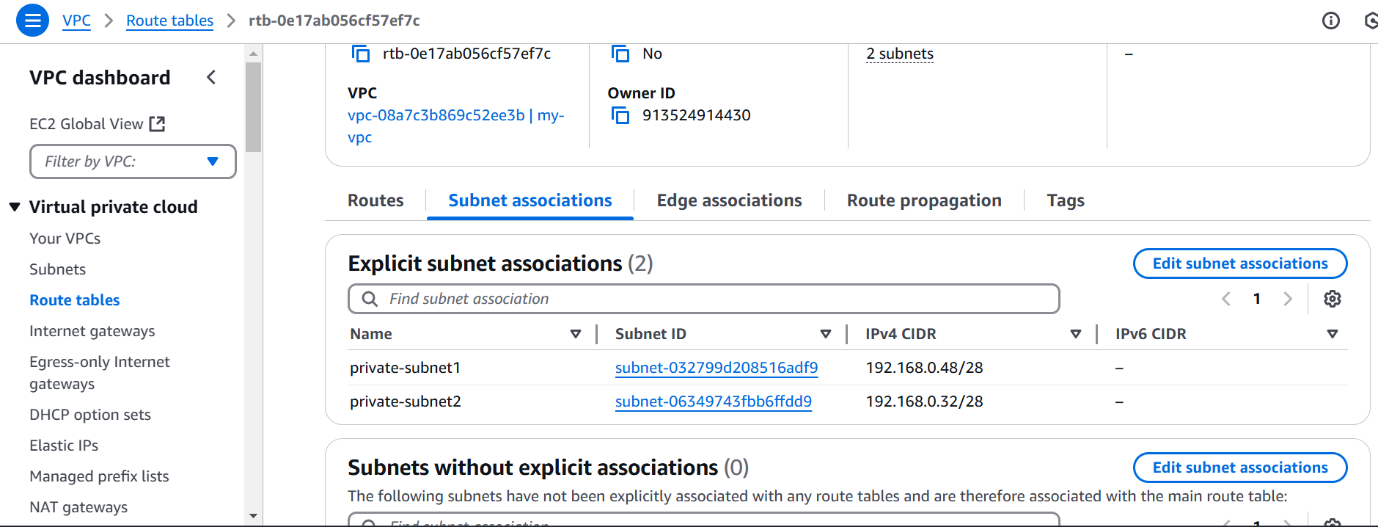 VPC > Route tables > rtb-0e17ab056cf57ef7c
VPC dashboard
EC2 Global View
Filter by VPC:
Virtual private cloud
Your VPCs
Subnets
Route tables
Internet gateways
Egress-only Internet
gateways
DHCP option sets
Elastic IPs
Managed prefix lists
NAT gateways
rtb-0e17ab056cf57ef7c
No
2 subnets
–
VPC
vpc-08a7c3b869c52ee3b | my-
vpc
Owner ID
913524914430
Routes Subnet associations Edge associations Route propagation Tags
Explicit subnet associations (2)
Edit subnet associations
Find subnet association
1
Name Subnet ID IPv4 CIDR IPv6 CIDR
private-subnet1 subnet-032799d208516adf9 192.168.0.48/28 –
private-subnet2 subnet-06349743fbb6ffdd9 192.168.0.32/28 –
Subnets without explicit associations (0)
Edit subnet associations
The following subnets have not been explicitly associated with any route tables and are therefore associated with the main route table:
Find subnet association
1